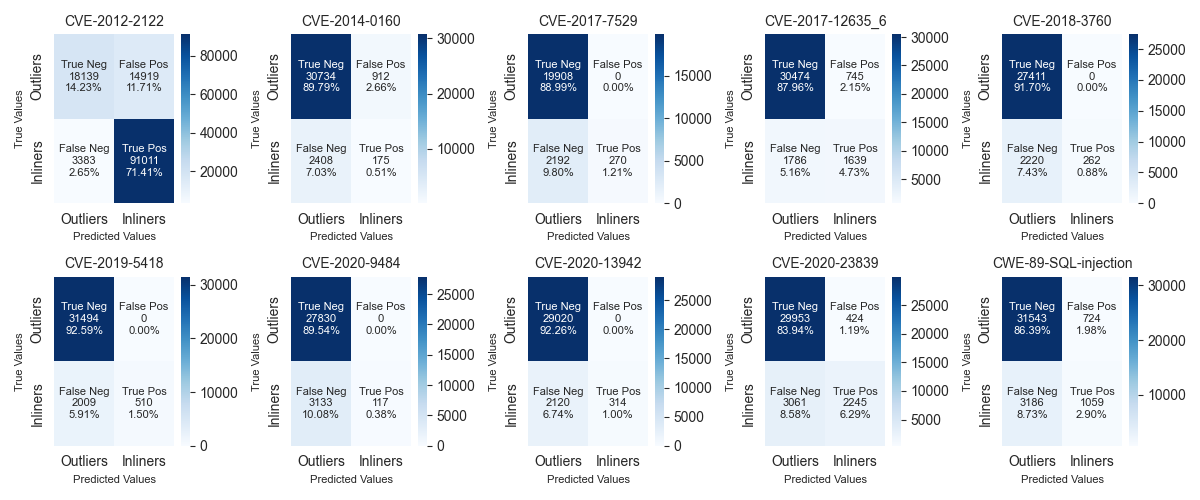 CVE-2012-2122
True Values
Outliers
Inliners
True Neg
18139
14.23%
False Pos
14919
11.71%
False Neg
3383
2.65%
True Pos
91011
71.41%
80000
60000
40000
20000
Outliers
Inliners
Predicted Values
CVE-2014-0160
True Values
Outliers
Inliners
True Neg
30734
89.79%
False Pos
912
2.66%
False Neg
2408
7.03%
True Pos
175
0.51%
30000
20000
10000
Outliers
Inliners
Predicted Values
CVE-2017-7529
True Values
Outliers
Inliners
True Neg
19908
88.99%
False Pos
0
0.00%
False Neg
2192
9.80%
True Pos
270
1.21%
15000
10000
5000
0
Outliers
Inliners
Predicted Values
CVE-2017-12635_6
True Values
Outliers
Inliners
True Neg
30474
87.96%
False Pos
745
2.15%
False Neg
1786
5.16%
True Pos
1639
4.73%
30000
25000
20000
15000
10000
5000
Outliers
Inliners
Predicted Values
CVE-2018-3760
True Values
Outliers
Inliners
True Neg
27411
91.70%
False Pos
0
0.00%
False Neg
2220
7.43%
True Pos
262
0.88%
25000
20000
15000
10000
5000
0
Outliers
Inliners
Predicted Values
CVE-2019-5418
True Values
Outliers
Inliners
True Neg
31494
92.59%
False Pos
0
0.00%
False Neg
2009
5.91%
True Pos
510
1.50%
30000
20000
10000
0
Outliers
Inliners
Predicted Values
CVE-2020-9484
True Values
Outliers
Inliners
True Neg
27830
89.54%
False Pos
0
0.00%
False Neg
3133
10.08%
True Pos
117
0.38%
25000
20000
15000
10000
5000
0
Outliers
Inliners
Predicted Values
CVE-2020-13942
True Values
Outliers
Inliners
True Neg
29020
92.26%
False Pos
0
0.00%
False Neg
2120
6.74%
True Pos
314
1.00%
25000
20000
15000
10000
5000
0
Outliers
Inliners
Predicted Values
CVE-2020-23839
True Values
Outliers
Inliners
True Neg
29953
83.94%
False Pos
424
1.19%
False Neg
3061
8.58%
True Pos
2245
6.29%
25000
20000
15000
10000
5000
Outliers
Inliners
Predicted Values
CWE-89-SQL-injection
True Values
Outliers
Inliners
True Neg
31543
86.39%
False Pos
724
1.98%
False Neg
3186
8.73%
True Pos
1059
2.90%
30000
20000
10000
Outliers
Inliners
Predicted Values